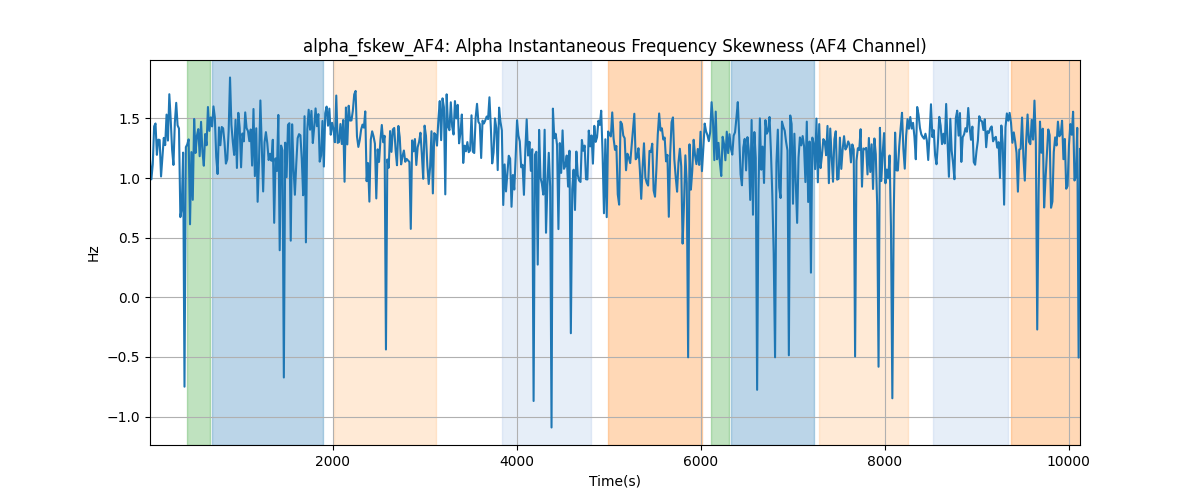 alpha_fskew_AF4: Alpha Instantaneous Frequency Skewness (AF4 Channel)
1.5
1.0
0.5
0.0
−0.5
−1.0
Hz
2000 4000 6000 8000 10000
Time(s)